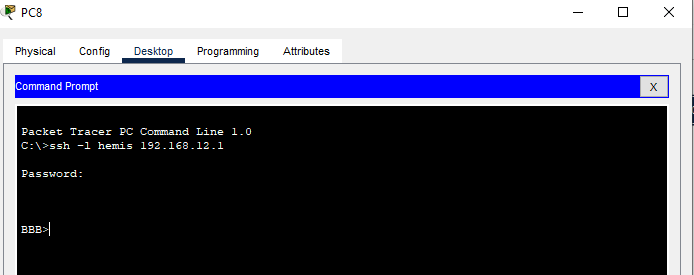 PC8
Physical Config Desktop Programming Attributes
Command Prompt
X
Packet Tracer PC Command Line 1.0
C:\>ssh -l hemis 192.168.12.1
Password:
BBB>